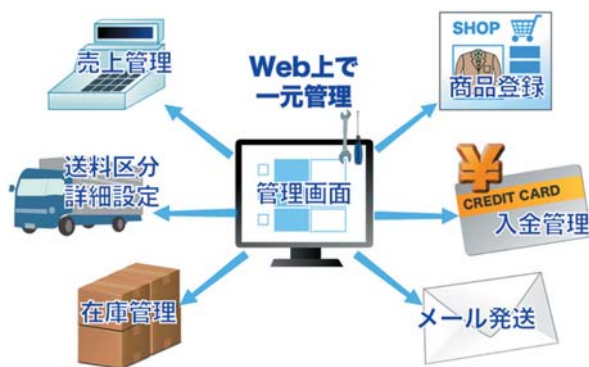 売上管理
Web上で
一元管理
SHOP
商品登録
送料区分
詳細設定
管理画面
¥
CREDIT CARD
入金管理
在庫管理
メール発送